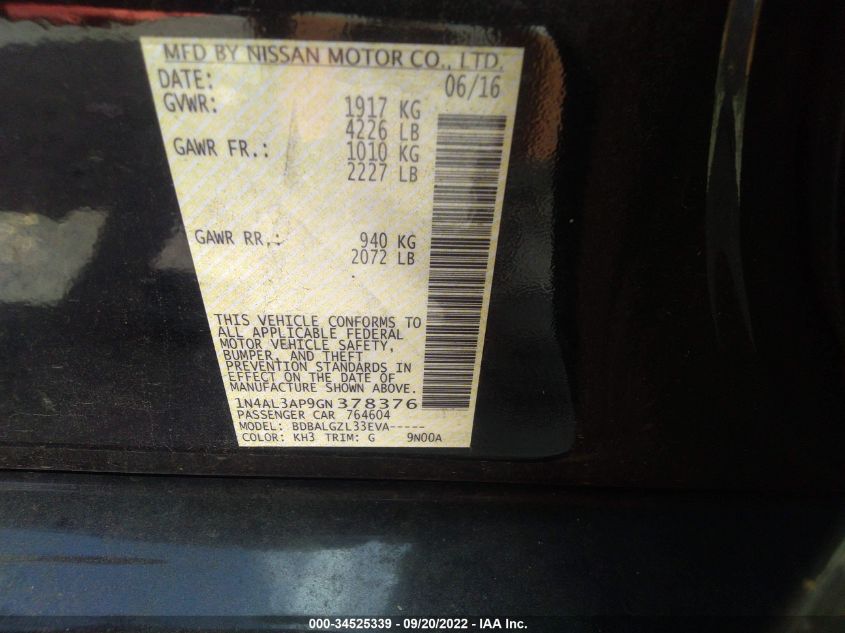 MFD BY NISSAN MOTOR CO., LTD.
DATE: 06/16
GVWR: 1917 KG
4226 LB
GAWR FR.: 1010 KG
2227 LB
GAWR RR.: 940 KG
2072 LB
THIS VEHICLE CONFORMS TO
ALL APPLICABLE FEDERAL
MOTOR VEHICLE SAFETY,
BUMPER, AND THEFT
PREVENTION STANDARDS IN
EFFECT ON THE DATE OF
MANUFACTURE SHOWN ABOVE.
1N4AL3AP9GN 378376
PASSENGER CAR 764604
MODEL: BDBALGZL33EVA-----
COLOR: KH3 TRIM: G 9N00A
000-34525339 - 09/20/2022 - IAA Inc.